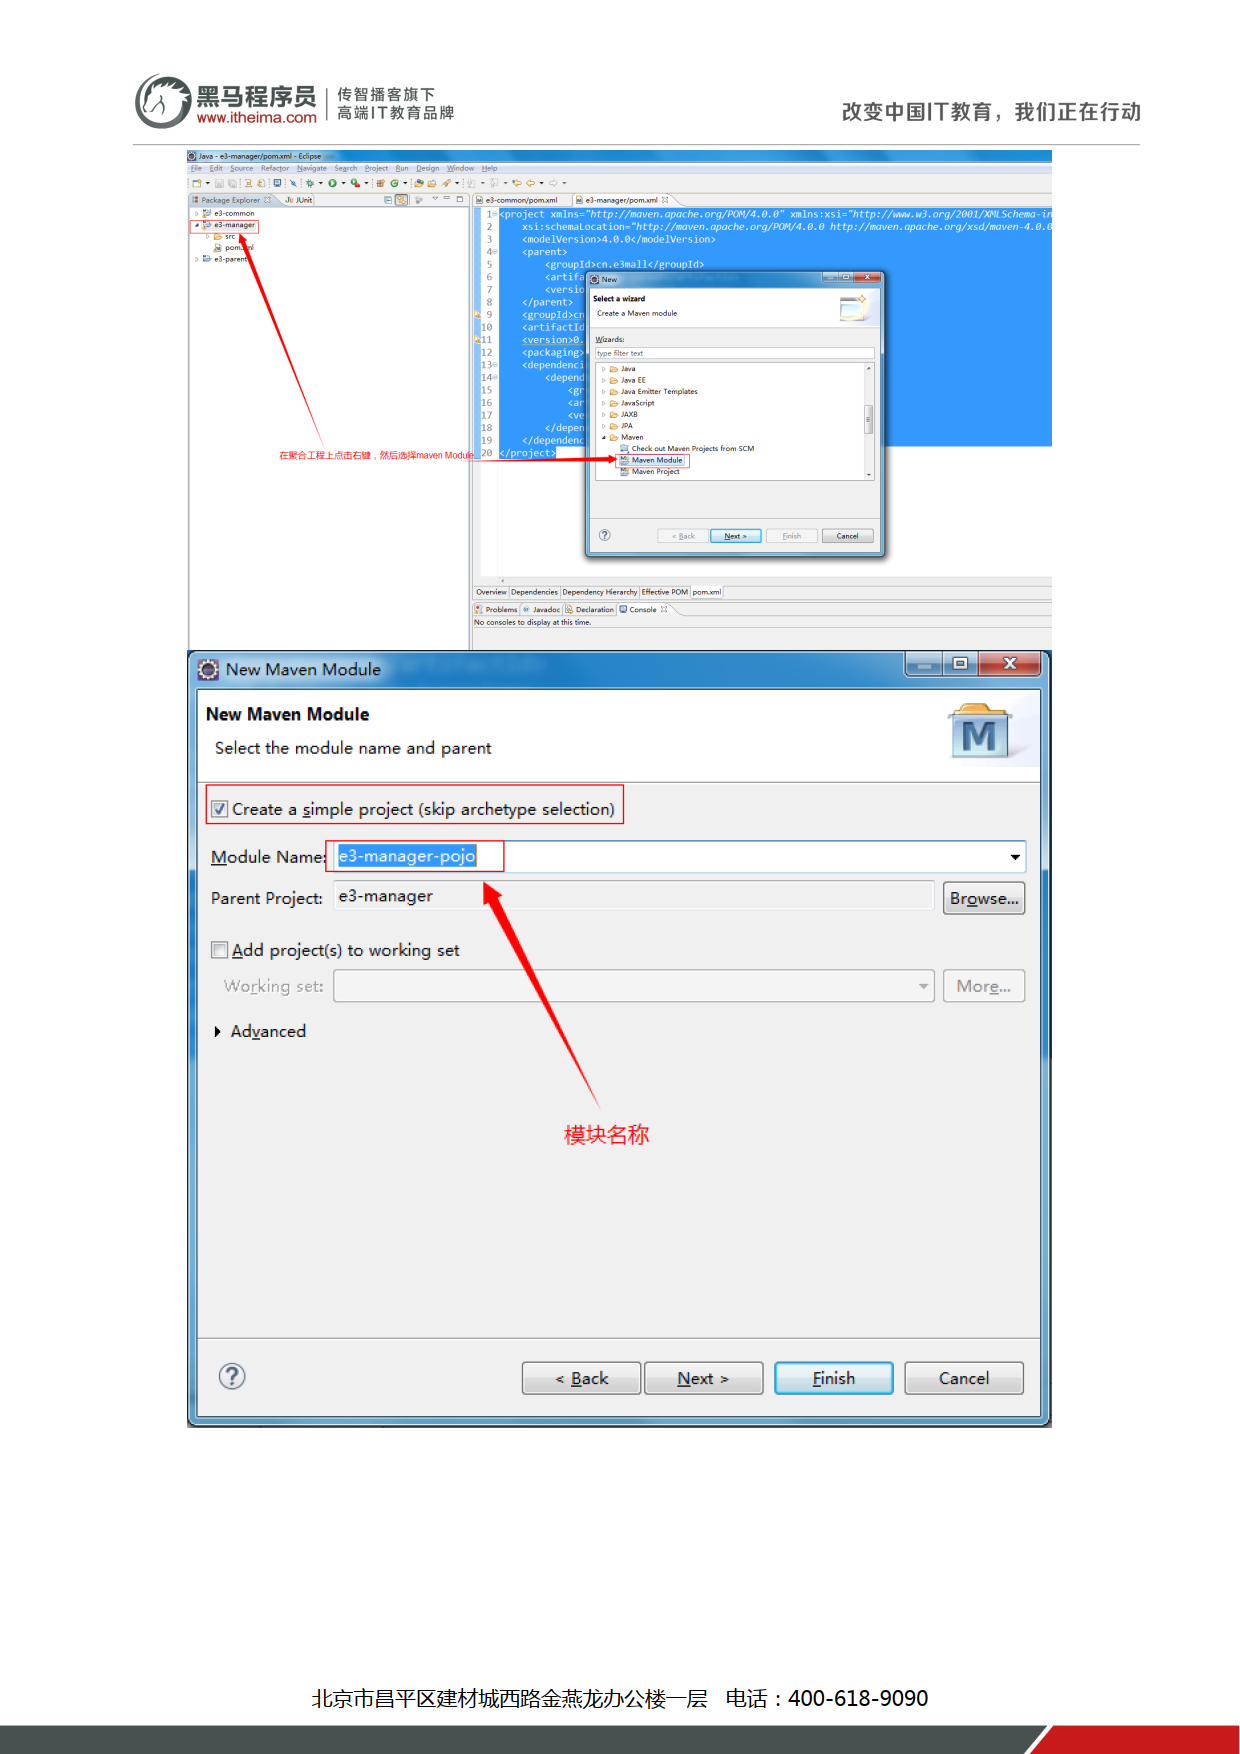 黑马程序员
www.itheima.com
传智播客旗下
高端IT教育品牌
改变中国IT教育，我们正在行动
Java - e3-manager/pom.xml - Eclipse
File Edit Source Refactor Navigate Search Project Run Design Window Help
Package Explorer
JUnit
e3-common/pom.xml
e3-manager/pom.xml
e3-common
e3-manager
src
pom.xml
e3-parent
1 <project xmlns="http://maven.apache.org/POM/4.0.0" xmlns:xsi="http://www.w3.org/2001/XMLSchema-in
2 xsi:schemaLocation="http://maven.apache.org/POM/4.0.0 http://maven.apache.org/xsd/maven-4.0.0
3 <modelVersion>4.0.0</modelVersion>
4 <parent>
5 <groupId>cn.e3mall</groupId>
6 <artifa
7 <versio
8 </parent>
9 <groupId>cn
10 <artifactId
11 <version>0.
12 <packaging>
13 <dependenci
14 <depend
15 <gr
16 <ar
17 <ve
18 </depen
19 </dependenc
20 </project>
New
Select a wizard
Create a Maven module
Wizards:
type filter text
Java
Java EE
Java Emitter Templates
JavaScript
JAXB
JPA
Maven
Check out Maven Projects from SCM
Maven Module
Maven Project
< Back Next > Finish Cancel
在聚合工程上点击右键，然后选择maven Module
Overview Dependencies Dependency Hierarchy Effective POM pom.xml
Problems Javadoc Declaration Console
No consoles to display at this time.
New Maven Module
New Maven Module
Select the module name and parent
Create a simple project (skip archetype selection)
Module Name: e3-manager-pojo
Parent Project: e3-manager
Browse...
Add project(s) to working set
Working set:
More...
Advanced
模块名称
< Back Next > Finish Cancel
北京市昌平区建材城西路金燕龙办公楼一层 电话：400-618-9090